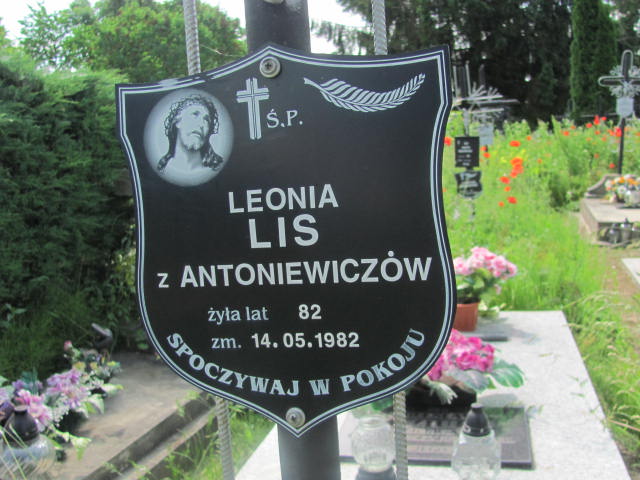 Ś.P.
LEONIA
LIS
z ANTONIEWICZÓW
żyła lat 82
zm. 14.05.1982
SPOCZYWAJ W POKOJU